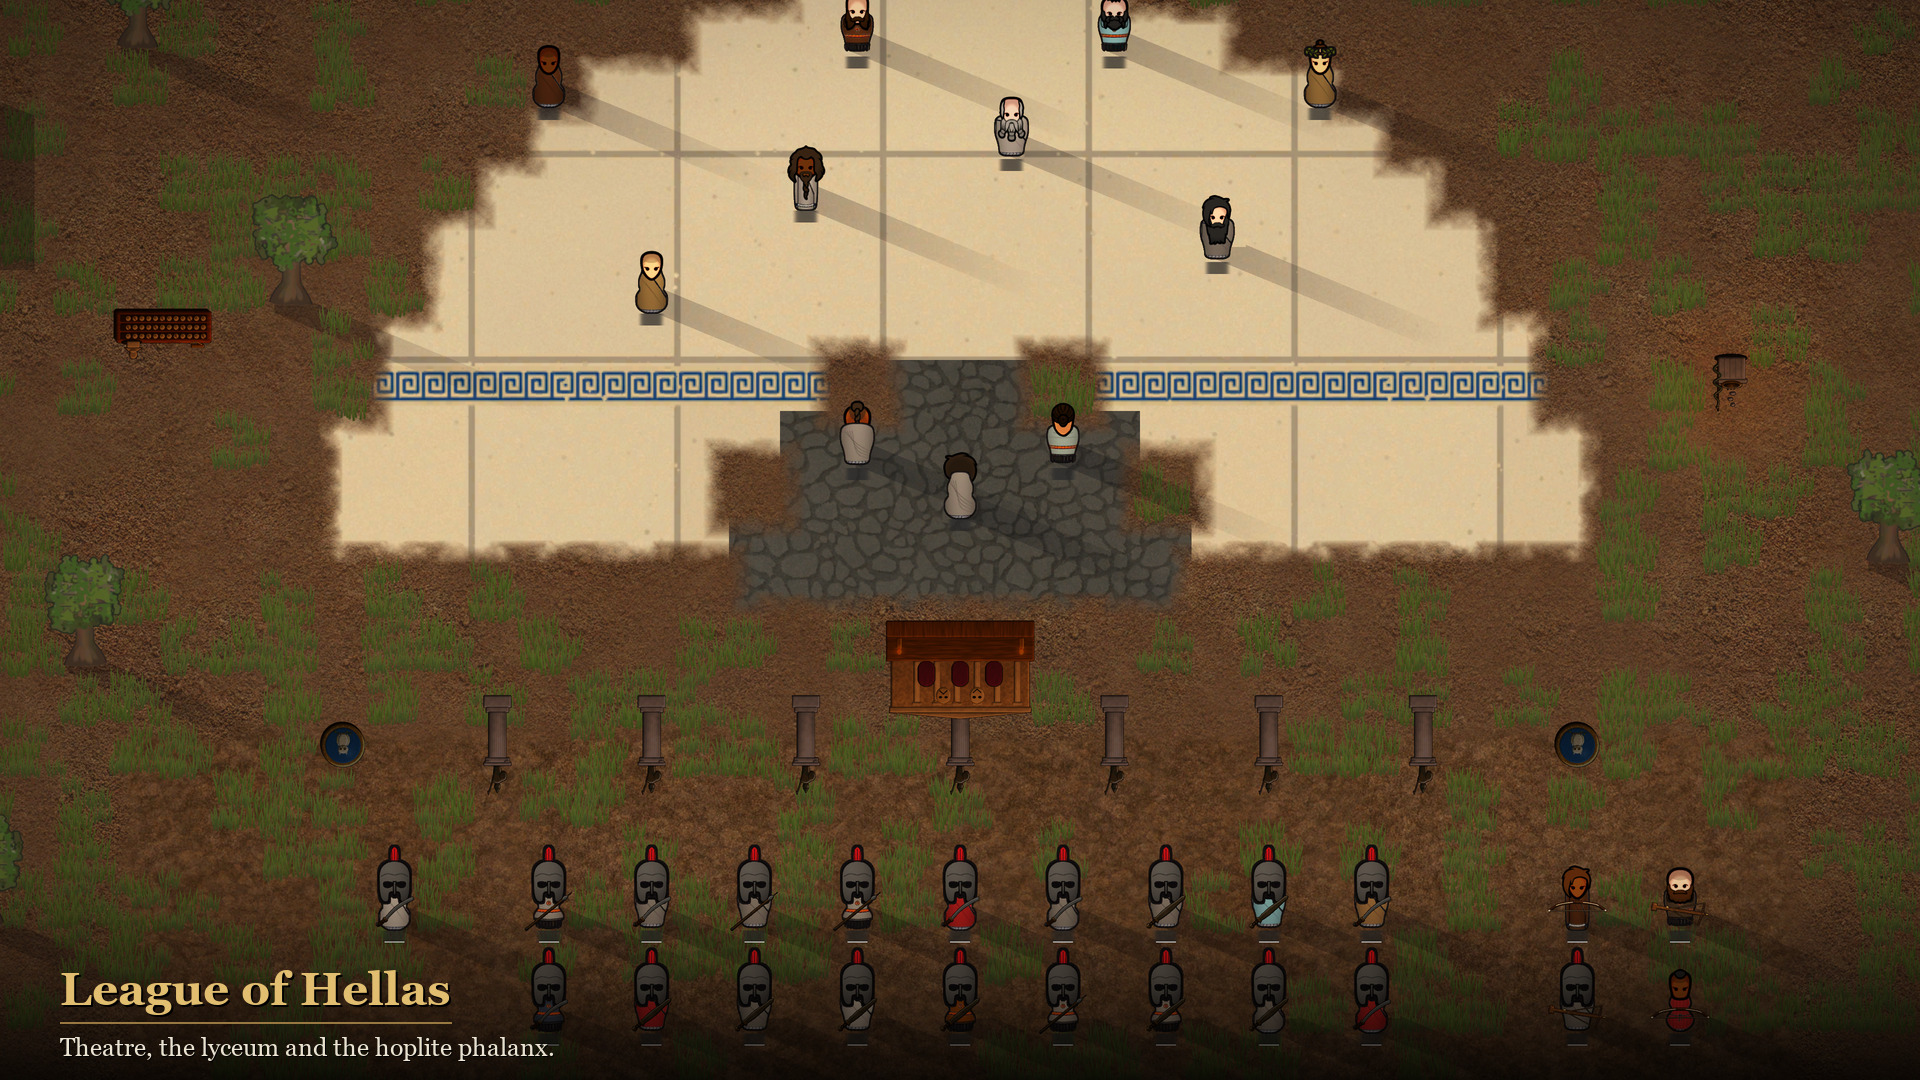 League of Hellas
Theatre, the lyceum and the hoplite phalanx.